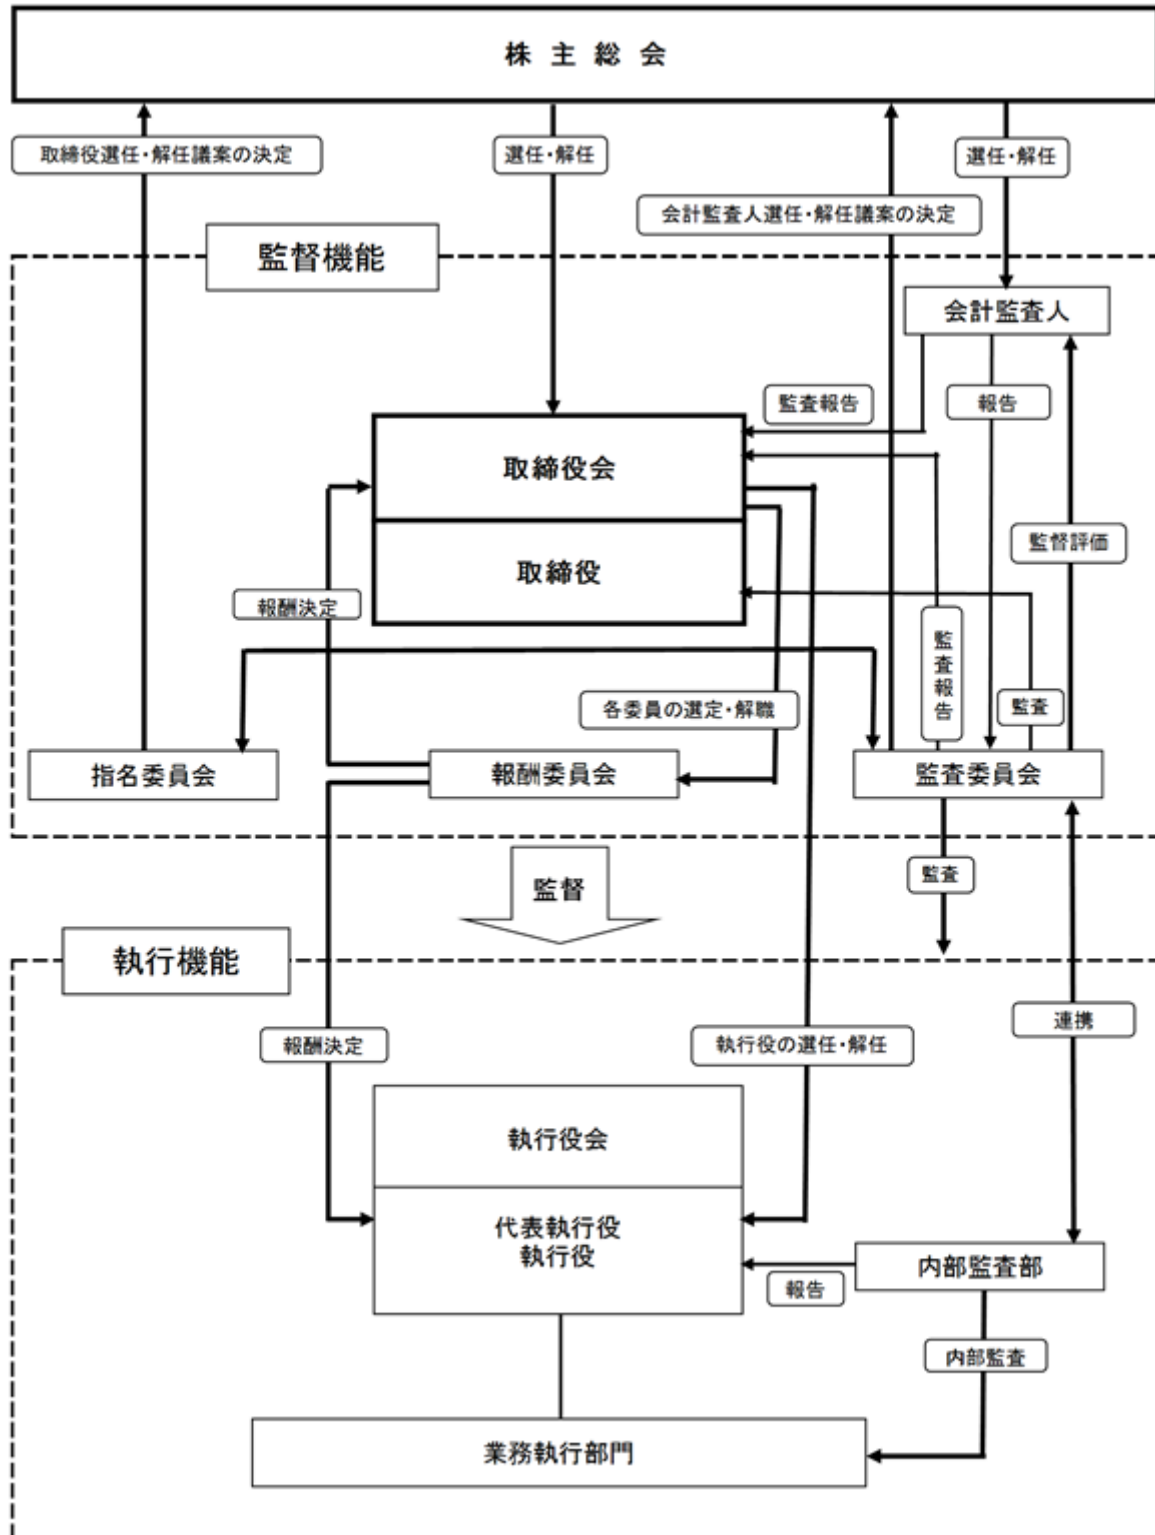 株 主 総 会
取締役選任・解任議案の決定
選任・解任
選任・解任
会計監査人選任・解任議案の決定
監督機能
会計監査人
監査報告
報告
取締役会
監督評価
取締役
報酬決定
監査報告
監査
各委員の選定・解職
指名委員会
報酬委員会
監査委員会
監査
監督
執行機能
連携
報酬決定
執行役の選任・解任
執行役会
代表執行役
執行役
内部監査部
報告
内部監査
業務執行部門